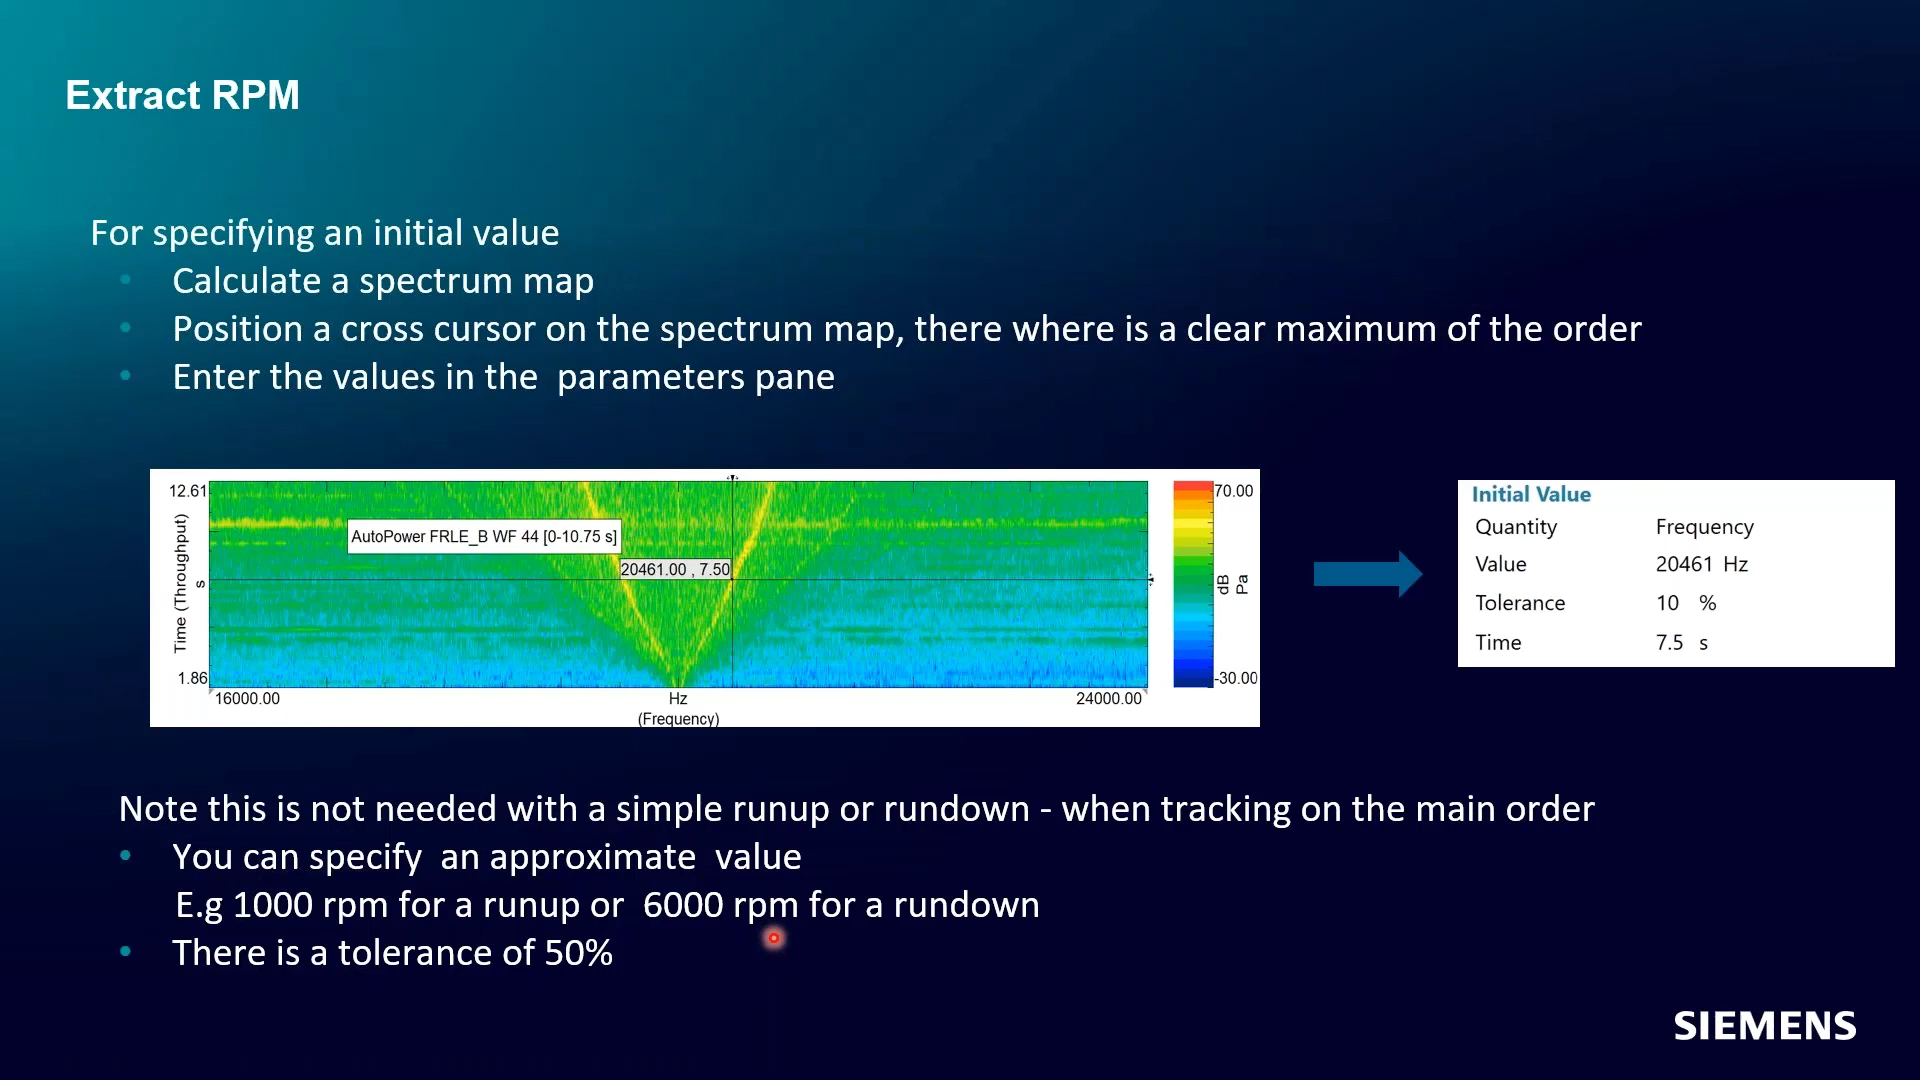 Extract RPM
For specifying an initial value
Calculate a spectrum map
Position a cross cursor on the spectrum map, there where is a clear maximum of the order
Enter the values in the  parameters pane
12.61
Time (Throughput)
s
1.86
AutoPower FRLE_B WF 44 [0-10.75 s]
20461.00 , 7.50
16000.00
Hz
(Frequency)
24000.00
70.00
dB
Pa
-30.00
Initial Value
Quantity Frequency
Value 20461 Hz
Tolerance 10 %
Time 7.5 s
Note this is not needed with a simple runup or rundown - when tracking on the main order
You can specify  an approximate  value
E.g 1000 rpm for a runup or  6000 rpm for a rundown
There is a tolerance of 50%
SIEMENS